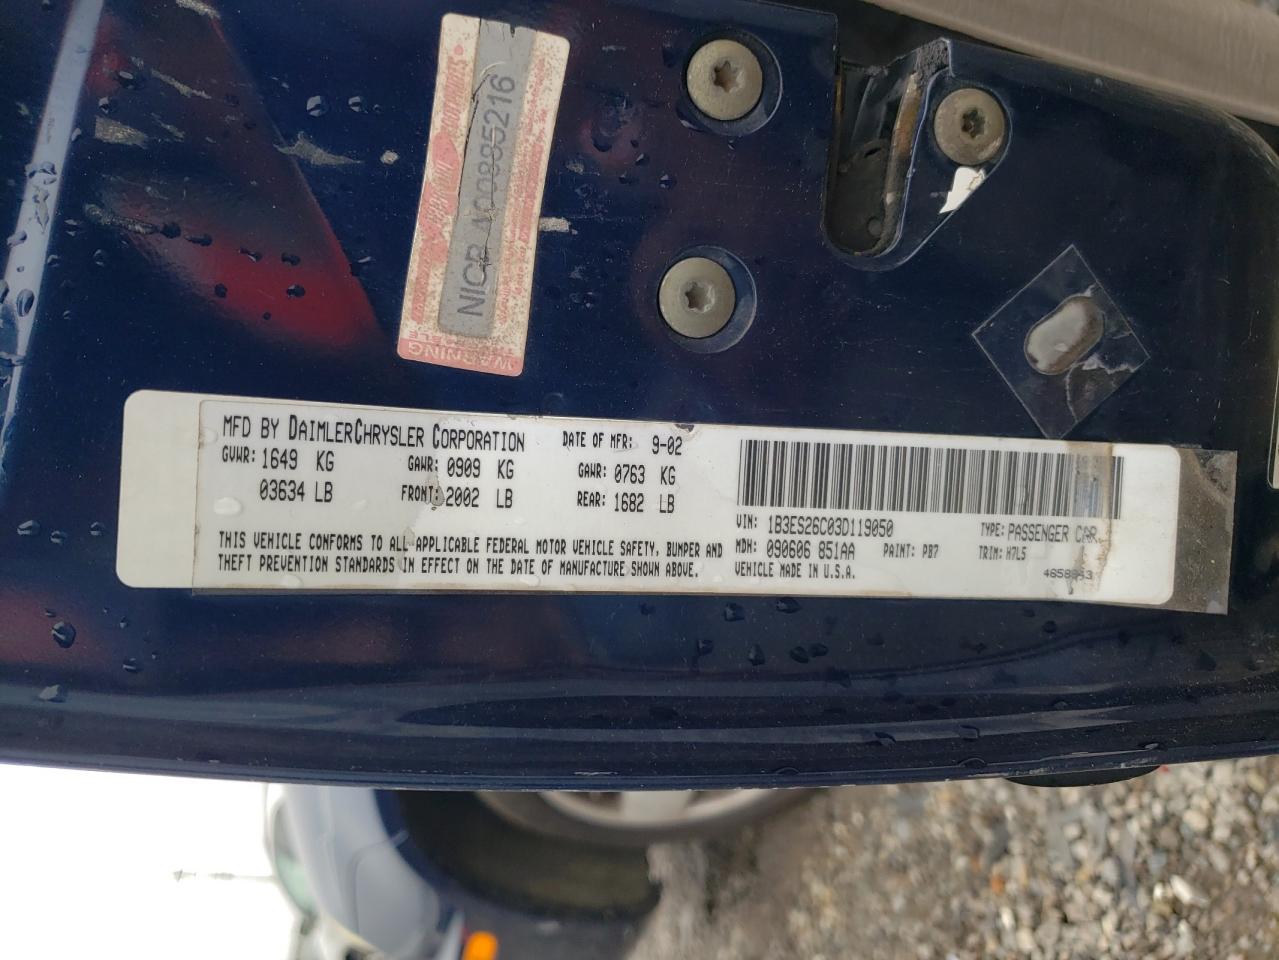 NICB A00885216
WARNING
MFD BY DAIMLERCHRYSLER CORPORATION DATE OF MFR: 9-02
GVWR: 1649 KG GAWR: 0909 KG GAWR: 0763 KG
03634 LB FRONT: 2002 LB REAR: 1682 LB
THIS VEHICLE CONFORMS TO ALL APPLICABLE FEDERAL MOTOR VEHICLE SAFETY, BUMPER AND
THEFT PREVENTION STANDARDS IN EFFECT ON THE DATE OF MANUFACTURE SHOWN ABOVE.
VIN: 1B3ES26C03D119050 TYPE: PASSENGER CAR
MDH: 090606 851AA PAINT: PB7 TRIM: H7L5
VEHICLE MADE IN U.S.A.